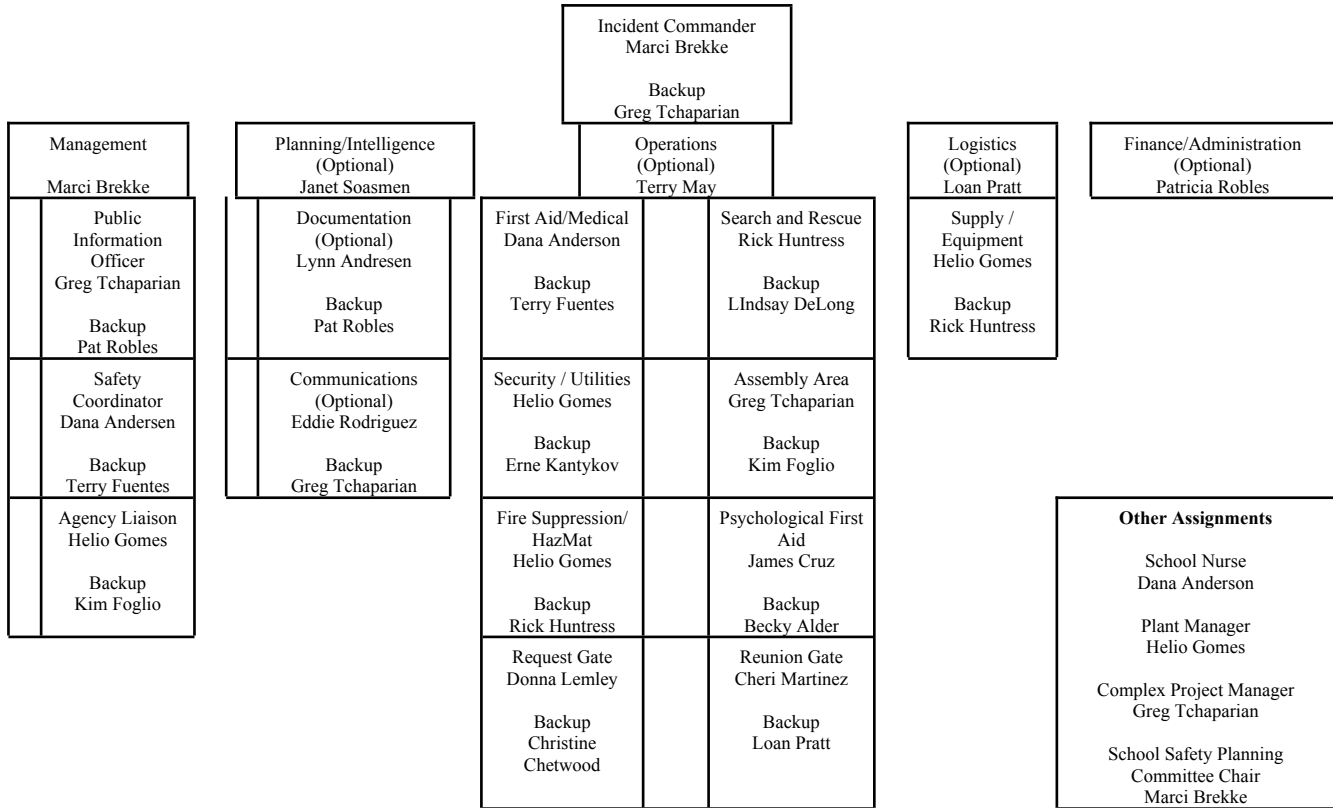 Incident Commander
Marci Brekke
Backup
Greg Tchaparian
Management
Marci Brekke
Planning/Intelligence
(Optional)
Janet Soasmen
Operations
(Optional)
Terry May
Logistics
(Optional)
Loan Pratt
Finance/Administration
(Optional)
Patricia Robles
Public
Information
Officer
Greg Tchaparian
Backup
Pat Robles
Documentation
(Optional)
Lynn Andresen
Backup
Pat Robles
First Aid/Medical
Dana Anderson
Backup
Terry Fuentes
Search and Rescue
Rick Huntress
Backup
LIndsay DeLong
Supply /
Equipment
Helio Gomes
Backup
Rick Huntress
Safety
Coordinator
Dana Andersen
Backup
Terry Fuentes
Communications
(Optional)
Eddie Rodriguez
Backup
Greg Tchaparian
Security / Utilities
Helio Gomes
Backup
Erne Kantykov
Assembly Area
Greg Tchaparian
Backup
Kim Foglio
Agency Liaison
Helio Gomes
Backup
Kim Foglio
Fire Suppression/
HazMat
Helio Gomes
Backup
Rick Huntress
Psychological First
Aid
James Cruz
Backup
Becky Alder
Request Gate
Donna Lemley
Backup
Christine
Chetwood
Reunion Gate
Cheri Martinez
Backup
Loan Pratt
Other Assignments
School Nurse
Dana Anderson
Plant Manager
Helio Gomes
Complex Project Manager
Greg Tchaparian
School Safety Planning
Committee Chair
Marci Brekke